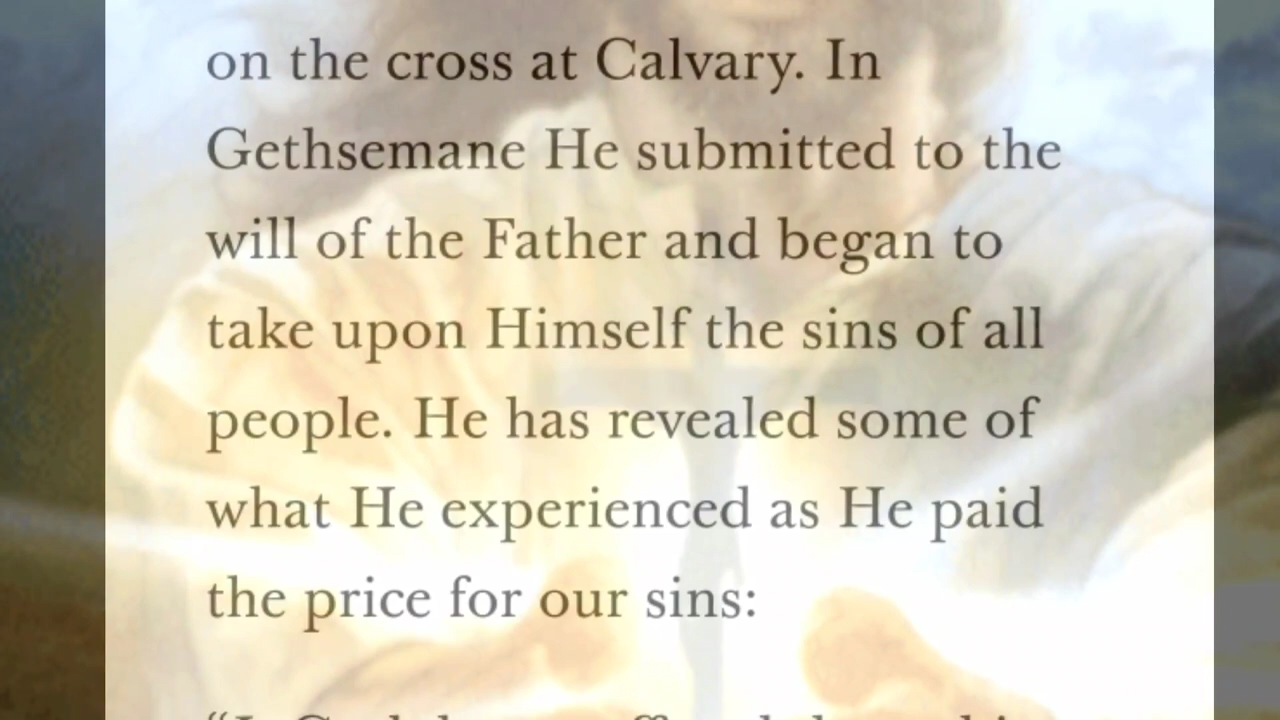 on the cross at Calvary. In
Gethsemane He submitted to the
will of the Father and began to
take upon Himself the sins of all
people. He has revealed some of
what He experienced as He paid
the price for our sins: